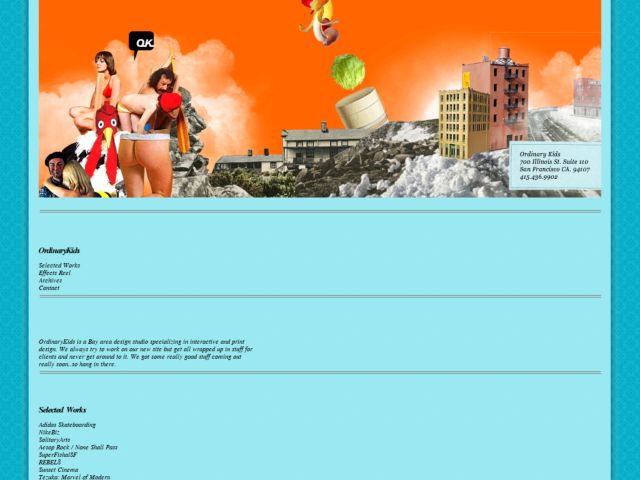 OK
Ordinary Kids
700 Illinois St. Suite 110
San Francisco CA. 94107
415.436.9902
OrdinaryKids
Selected Works
Effects Reel
Archives
Contact
OrdinaryKids is a Bay area design studio specializing in interactive and print
design. We always try to work on our new site but get all wrapped up in stuff for
clients and never get around to it. We got some really good stuff coming out
really soon..so hang in there.
Selected Works
Adidas Skateboarding
NikeBiz
SolitaryArts
Aesop Rock / None Shall Pass
SuperFishalSF
REBEL8
Sunset Cinema
Tezuka: Marvel of Modern